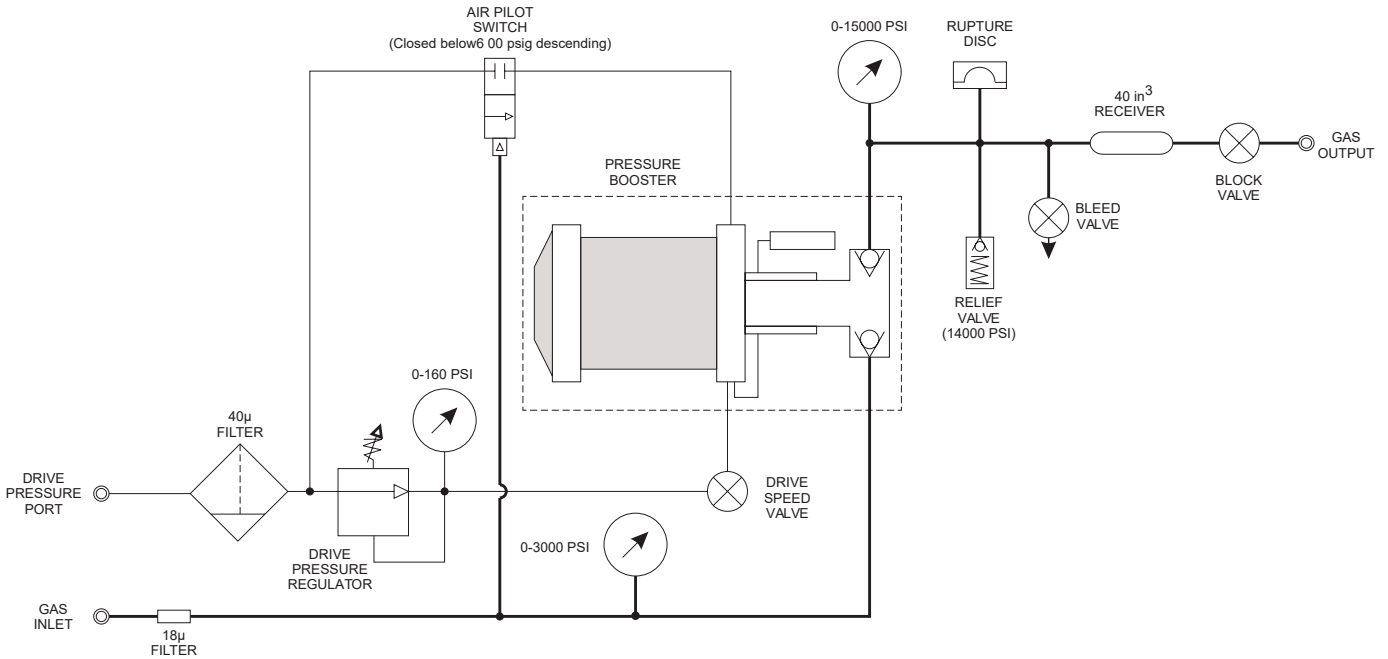 AIR PILOT
SWITCH
(Closed below6 00 psig descending)
0-15000 PSI
RUPTURE
DISC
40 in³
RECEIVER
GAS
OUTPUT
BLOCK
VALVE
PRESSURE
BOOSTER
BLEED
VALVE
RELIEF
VALVE
(14000 PSI)
0-160 PSI
40µ
FILTER
DRIVE
PRESSURE
PORT
DRIVE
SPEED
VALVE
DRIVE
PRESSURE
REGULATOR
0-3000 PSI
GAS
INLET
18µ
FILTER